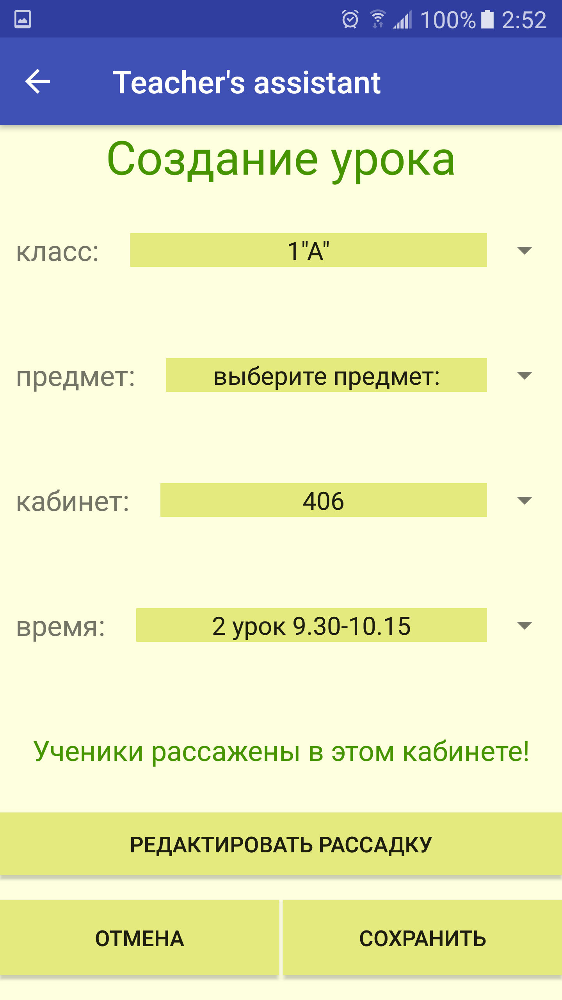 100% 2:52
Teacher's assistant
Создание урока
класс: 1"А"
предмет: выберите предмет:
кабинет: 406
время: 2 урок 9.30-10.15
Ученики рассажены в этом кабинете!
РЕДАКТИРОВАТЬ РАССАДКУ
ОТМЕНА СОХРАНИТЬ